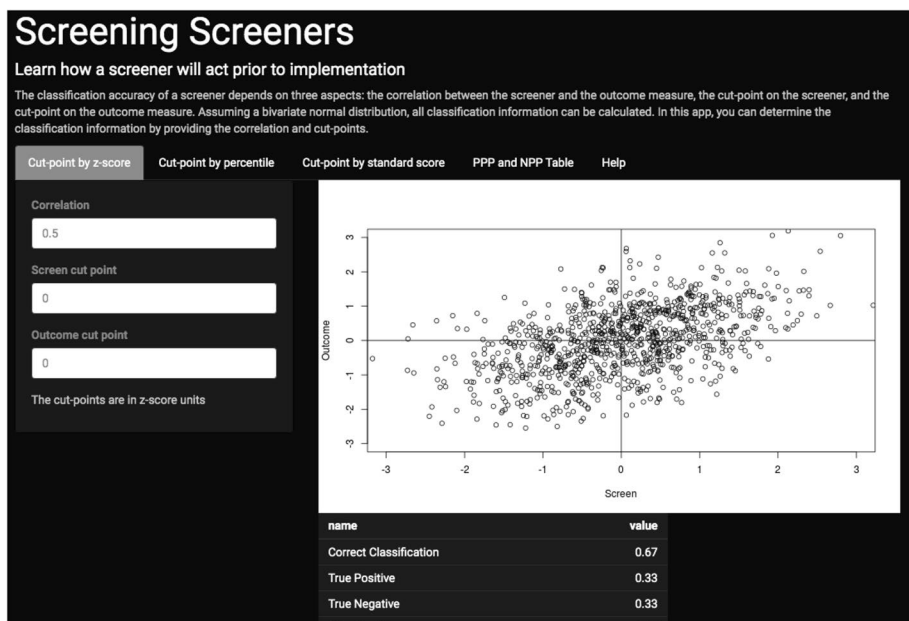 Screening Screeners
Learn how a screener will act prior to implementation
The classification accuracy of a screener depends on three aspects: the correlation between the screener and the outcome measure, the cut-point on the screener, and the
cut-point on the outcome measure. Assuming a bivariate normal distribution, all classification information can be calculated. In this app, you can determine the
classification information by providing the correlation and cut-points.
Cut-point by z-score Cut-point by percentile Cut-point by standard score PPP and NPP Table Help
Correlation
0.5
Screen cut point
0
Outcome cut point
0
The cut-points are in z-score units
Outcome
3
2
1
0
-1
-2
-3
-3 -2 -1 0 1 2 3
Screen
name value
Correct Classification 0.67
True Positive 0.33
True Negative 0.33